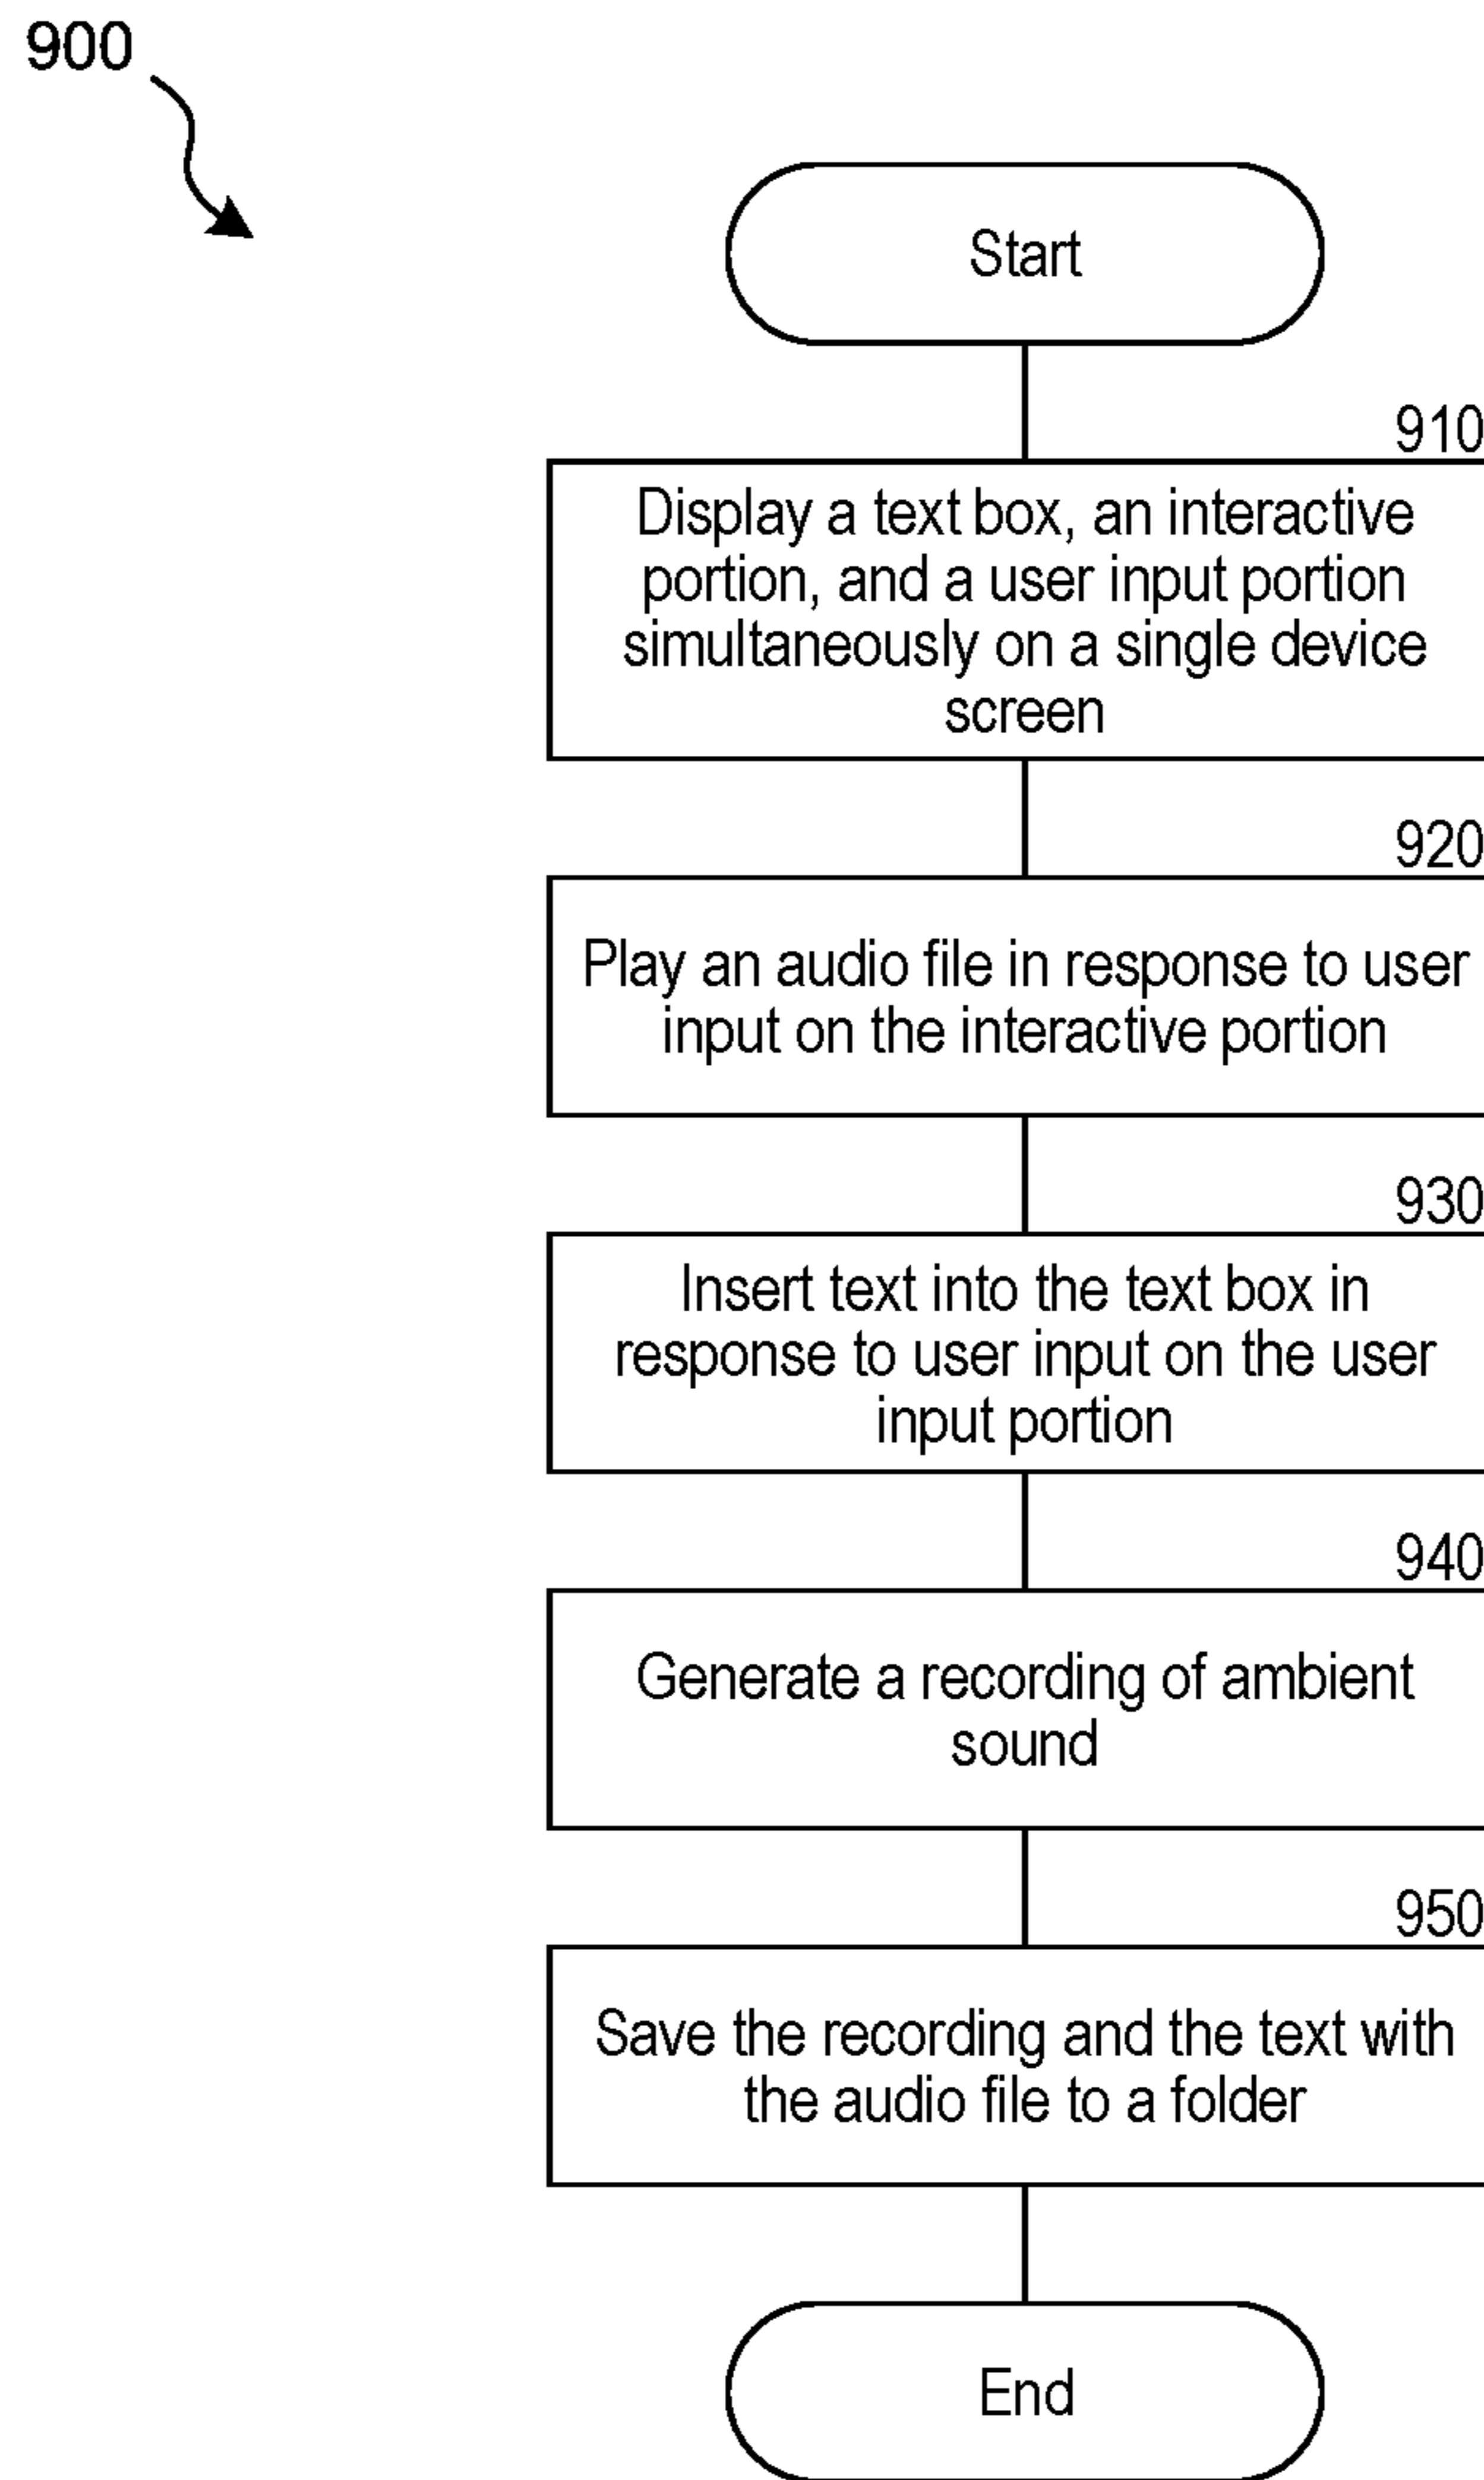 900
Start
910
Display a text box, an interactive
portion, and a user input portion
simultaneously on a single device
screen
920
Play an audio file in response to user
input on the interactive portion
930
Insert text into the text box in
response to user input on the user
input portion
940
Generate a recording of ambient
sound
950
Save the recording and the text with
the audio file to a folder
End